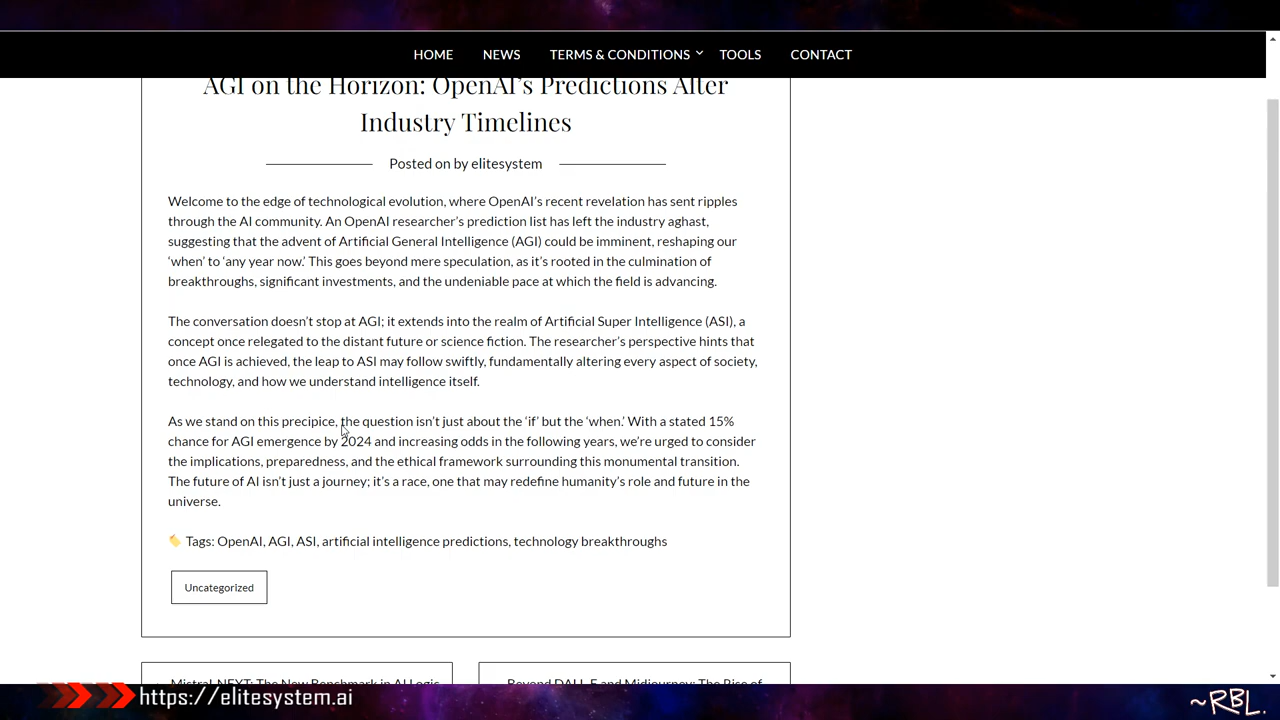 HOME NEWS TERMS & CONDITIONS TOOLS CONTACT
AGI on the Horizon: OpenAI's Predictions Alter
Industry Timelines
Posted on by elitesystem
Welcome to the edge of technological evolution, where OpenAI's recent revelation has sent ripples
through the AI community. An OpenAI researcher's prediction list has left the industry aghast,
suggesting that the advent of Artificial General Intelligence (AGI) could be imminent, reshaping our
'when' to 'any year now.' This goes beyond mere speculation, as it's rooted in the culmination of
breakthroughs, significant investments, and the undeniable pace at which the field is advancing.
The conversation doesn't stop at AGI; it extends into the realm of Artificial Super Intelligence (ASI), a
concept once relegated to the distant future or science fiction. The researcher's perspective hints that
once AGI is achieved, the leap to ASI may follow swiftly, fundamentally altering every aspect of society,
technology, and how we understand intelligence itself.
As we stand on this precipice, the question isn't just about the 'if' but the 'when.' With a stated 15%
chance for AGI emergence by 2024 and increasing odds in the following years, we're urged to consider
the implications, preparedness, and the ethical framework surrounding this monumental transition.
The future of AI isn't just a journey; it's a race, one that may redefine humanity's role and future in the
universe.
Tags: OpenAI, AGI, ASI, artificial intelligence predictions, technology breakthroughs
Uncategorized
Mistral-NEXT: The New Benchmark in AI Logic
Beyond DALL-E and Midjourney: The Rise of
https://elitesystem.ai
~RBL.